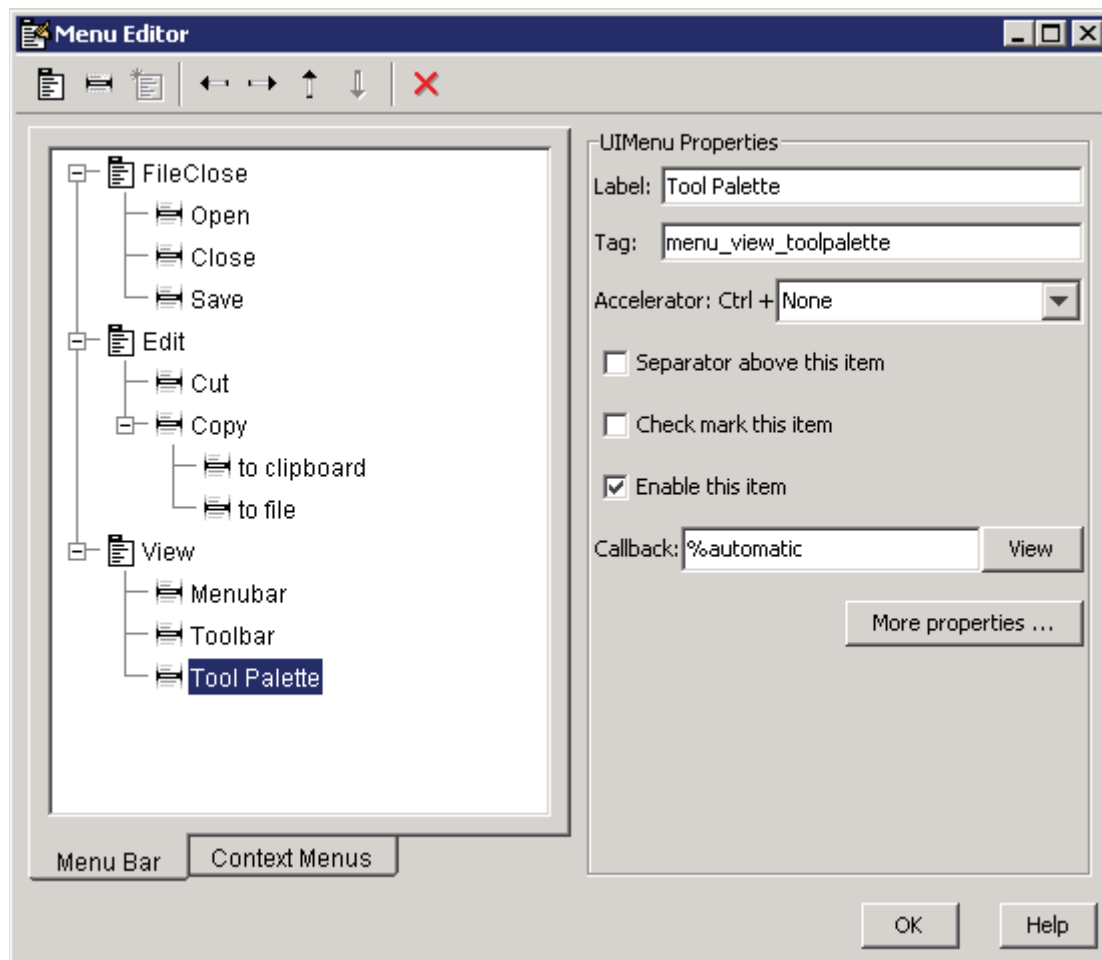 Menu Editor
FileClose
Open
Close
Save
Edit
Cut
Copy
to clipboard
to file
View
Menubar
Toolbar
Tool Palette
Menu Bar
Context Menus
UIMenu Properties
Label: Tool Palette
Tag: menu_view_toolpalette
Accelerator: Ctrl + None
Separator above this item
Check mark this item
Enable this item
Callback: %automatic View
More properties ...
OK Help